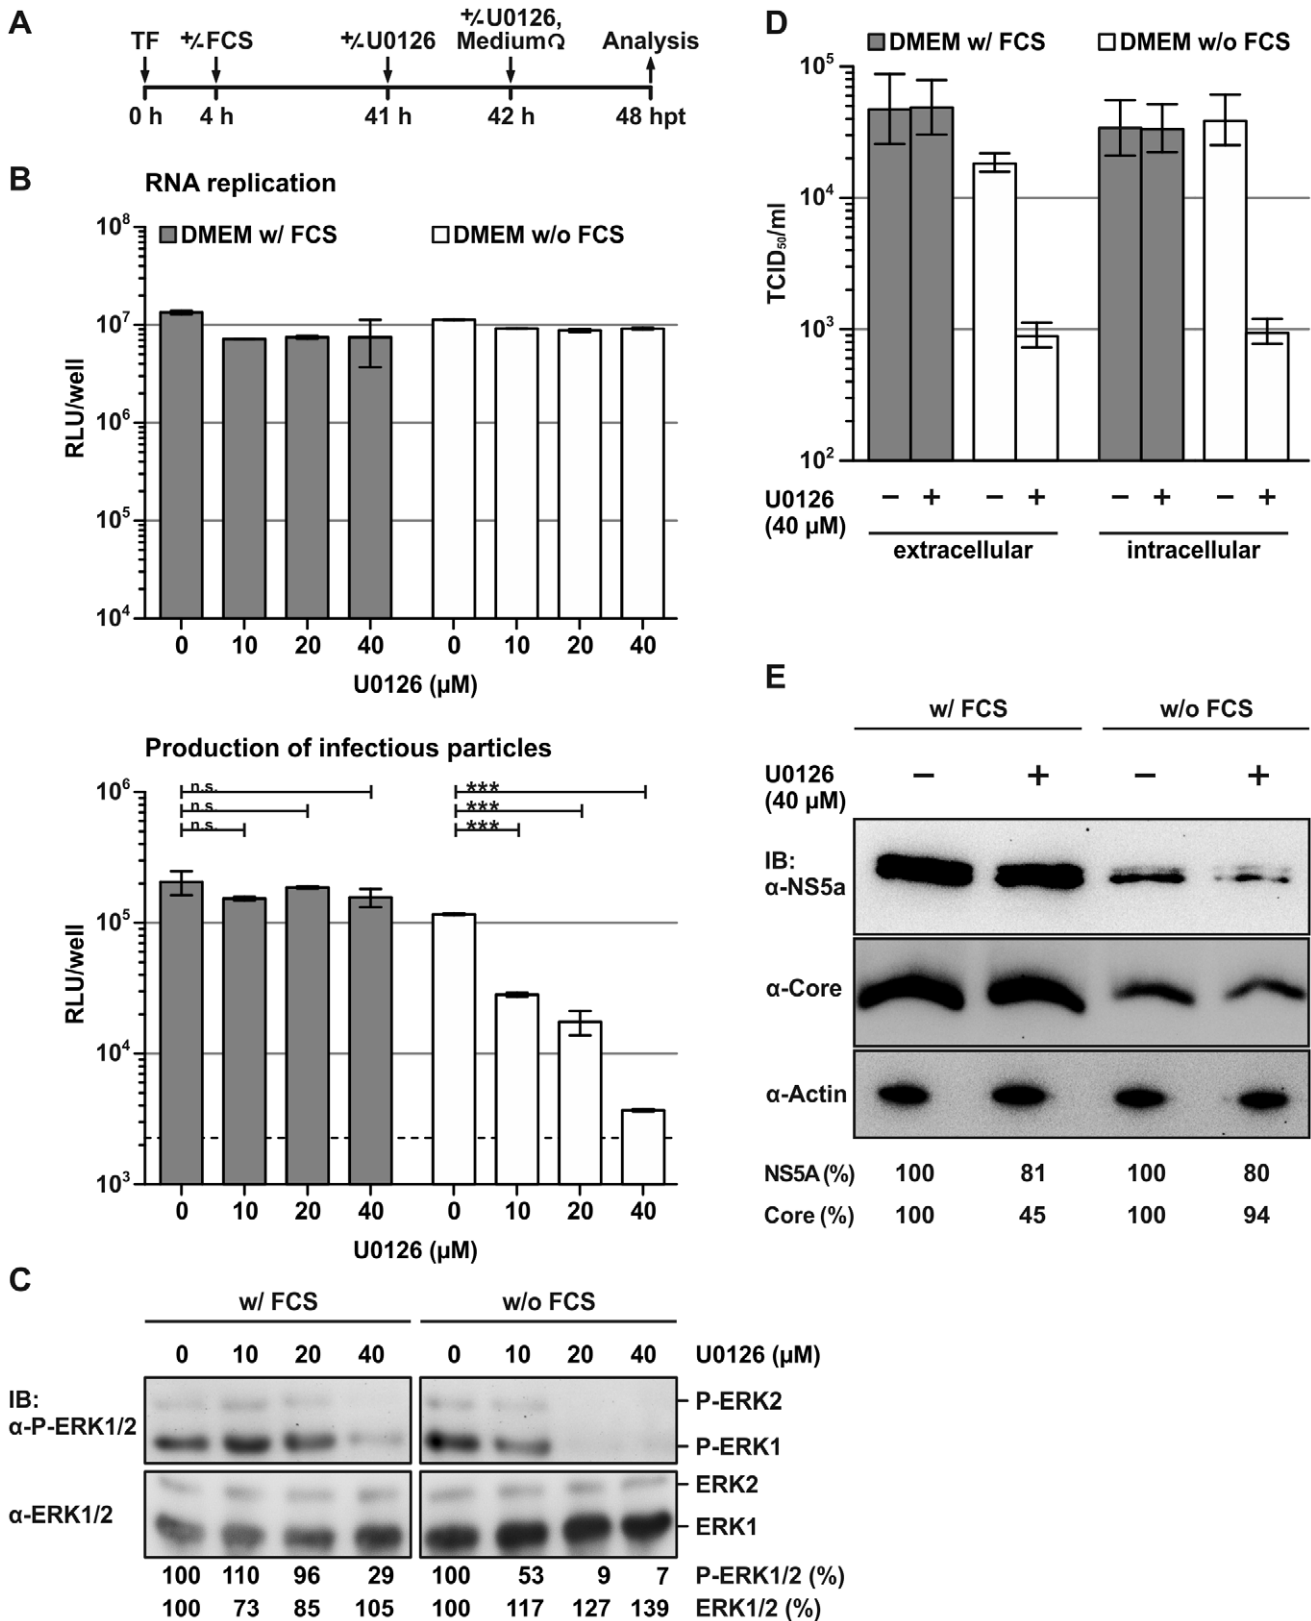 A
TF +/-FCS +/-U0126 +/-U0126, Medium Analysis
0 h 4 h 41 h 42 h 48 hpt
B
RNA replication
DMEM w/ FCS DMEM w/o FCS
RLU/well
10^8
10^7
10^6
10^5
10^4
0 10 20 40 0 10 20 40
U0126 (µM)
Production of infectious particles
RLU/well
10^6
10^5
10^4
10^3
n.s. ***
n.s. ***
n.s. ***
0 10 20 40 0 10 20 40
U0126 (µM)
C
w/ FCS w/o FCS
0 10 20 40 0 10 20 40 U0126 (µM)
IB:
α-P-ERK1/2
P-ERK2
P-ERK1
α-ERK1/2
ERK2
ERK1
100 110 96 29 100 53 9 7 P-ERK1/2 (%)
100 73 85 105 100 117 127 139 ERK1/2 (%)
D
DMEM w/ FCS DMEM w/o FCS
TCID50/ml
10^5
10^4
10^3
10^2
U0126 (40 µM) − + − + − + − +
extracellular intracellular
E
w/ FCS w/o FCS
U0126 − + − +
(40 µM)
IB:
α-NS5a
α-Core
α-Actin
NS5A (%) 100 81 100 80
Core (%) 100 45 100 94